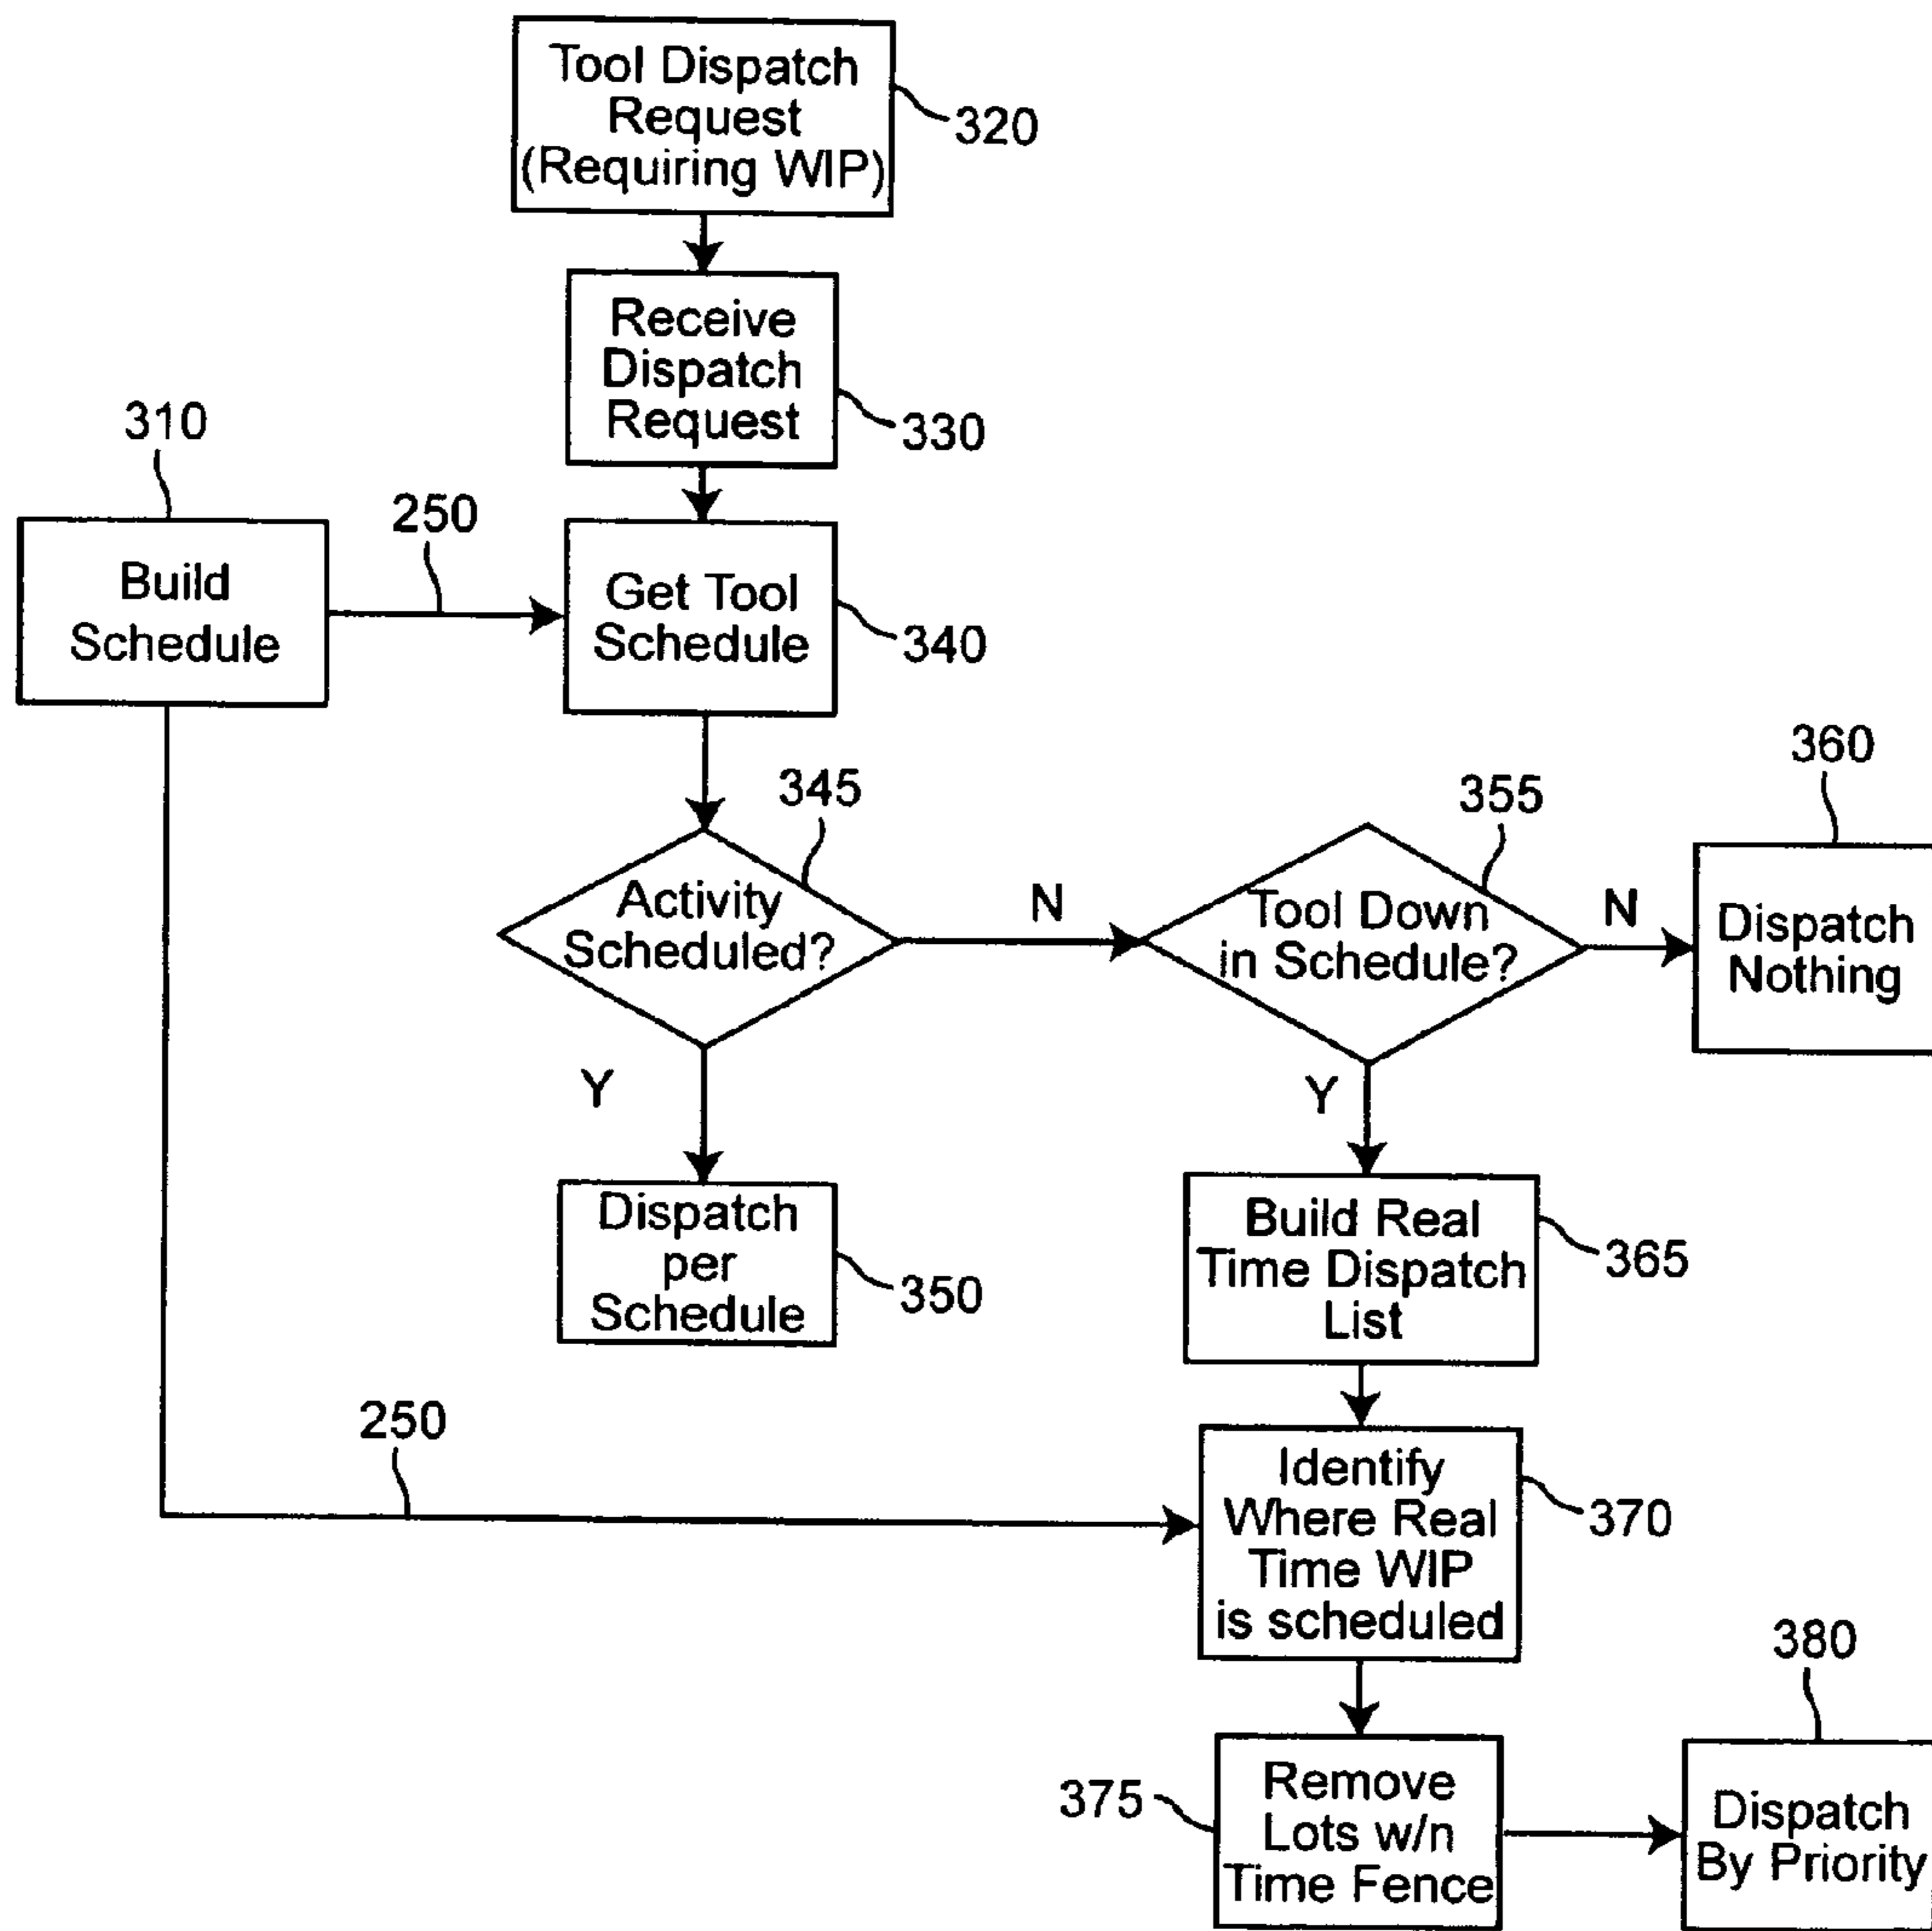 Tool Dispatch
Request
(Requiring WIP)
320
Receive
Dispatch
Request
330
310
250
Build
Schedule
Get Tool
Schedule
340
345
355
360
Activity
Scheduled?
N
Tool Down
in Schedule?
N
Dispatch
Nothing
Y
Y
Dispatch
per
Schedule
350
Build Real
Time Dispatch
List
365
250
Identify
Where Real
Time WIP
is scheduled
370
380
375
Remove
Lots w/n
Time Fence
Dispatch
By Priority